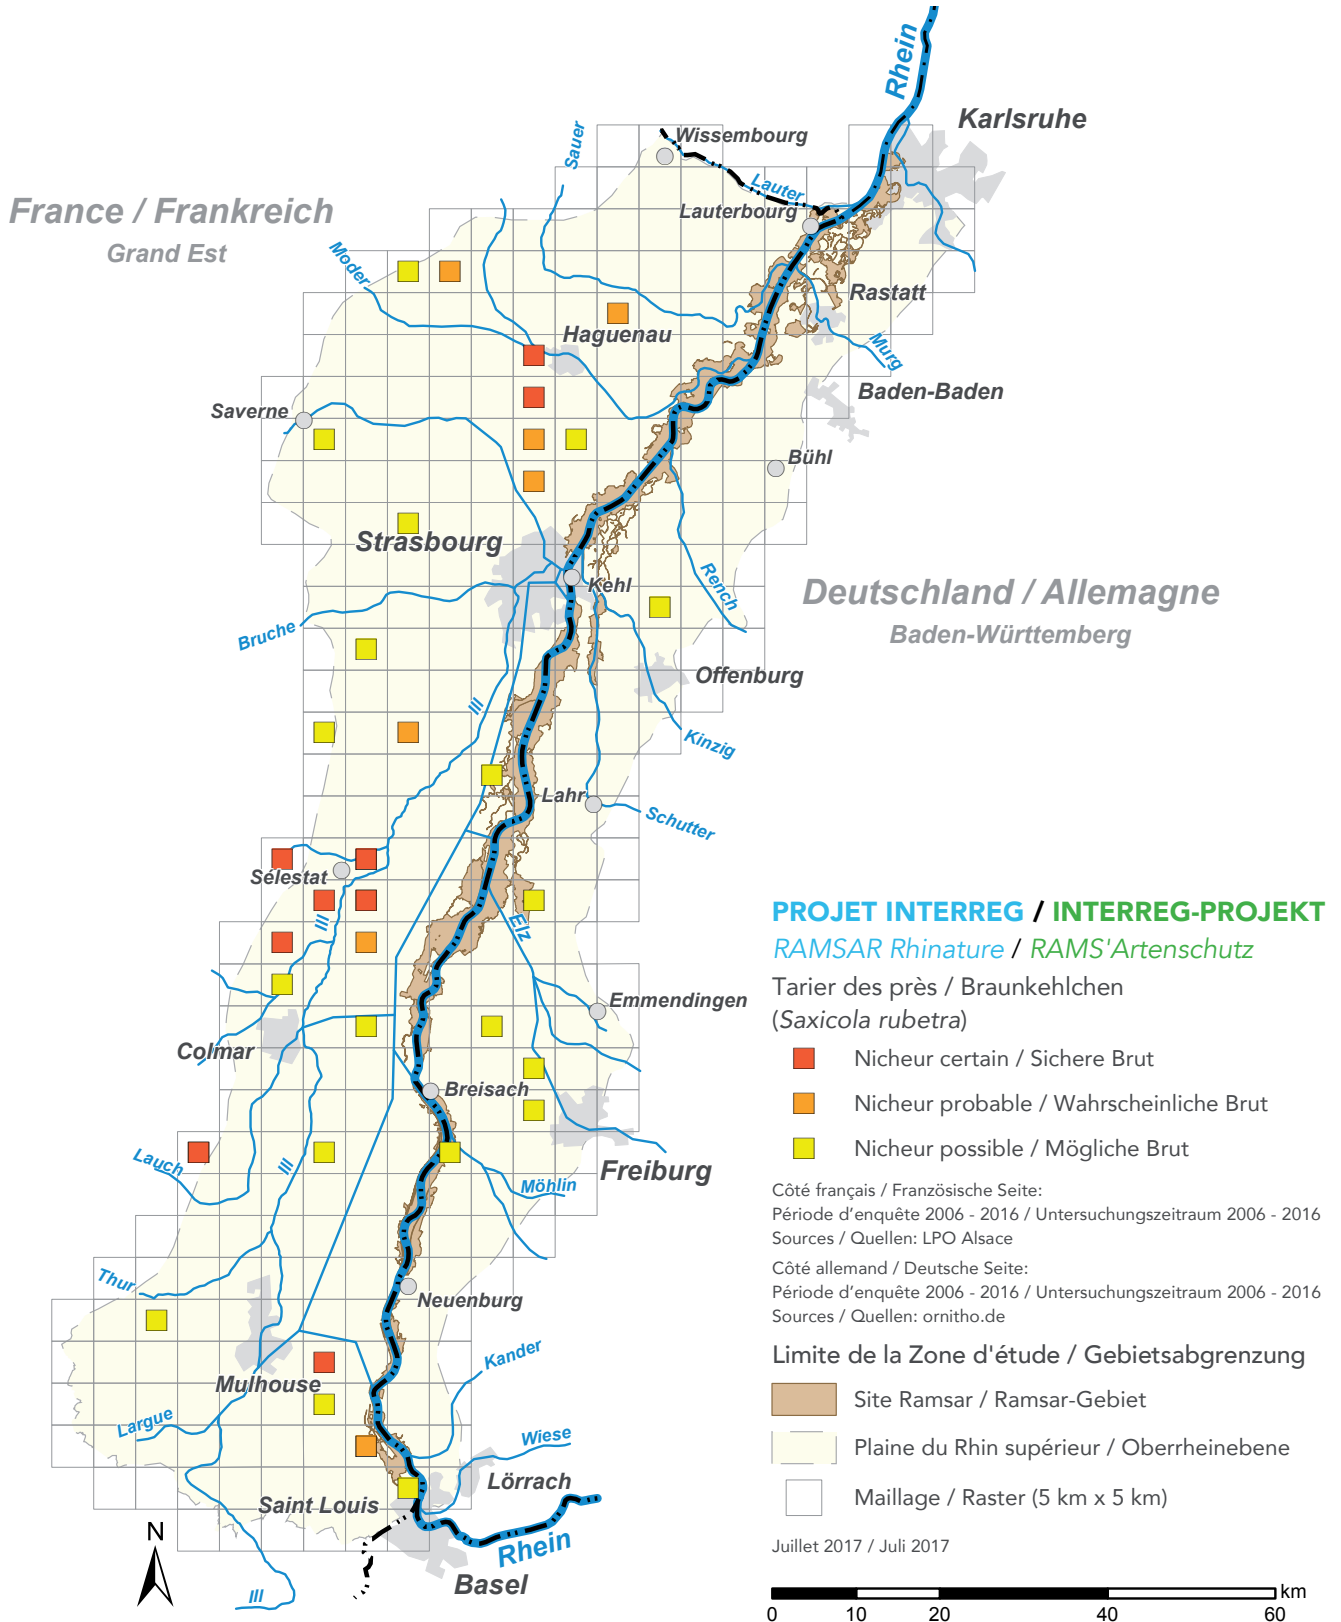 Rhein
Karlsruhe
Wissembourg
Sauer
Lauter
Lauterbourg
France / Frankreich
Grand Est
Moder
Rastatt
Haguenau
Murg
Baden-Baden
Saverne
Bühl
Strasbourg
Kehl
Rench
Deutschland / Allemagne
Baden-Württemberg
Bruche
Offenburg
Ill
Kinzig
Lahr
Schutter
Sélestat
Ill
Elz
Emmendingen
Colmar
Breisach
Lauch
Ill
Freiburg
Möhlin
Thur
Neuenburg
Kander
Mulhouse
Largue
Wiese
Lörrach
Saint Louis
Rhein
Basel
Ill
N
PROJET INTERREG / INTERREG-PROJEKT
RAMSAR Rhinature / RAMS'Artenschutz
Tarier des près / Braunkehlchen
(Saxicola rubetra)
Nicheur certain / Sichere Brut
Nicheur probable / Wahrscheinliche Brut
Nicheur possible / Mögliche Brut
Côté français / Französische Seite:
Période d'enquête 2006 - 2016 / Untersuchungszeitraum 2006 - 2016
Sources / Quellen: LPO Alsace
Côté allemand / Deutsche Seite:
Période d'enquête 2006 - 2016 / Untersuchungszeitraum 2006 - 2016
Sources / Quellen: ornitho.de
Limite de la Zone d'étude / Gebietsabgrenzung
Site Ramsar / Ramsar-Gebiet
Plaine du Rhin supérieur / Oberrheinebene
Maillage / Raster (5 km x 5 km)
Juillet 2017 / Juli 2017
km
0 10 20 40 60